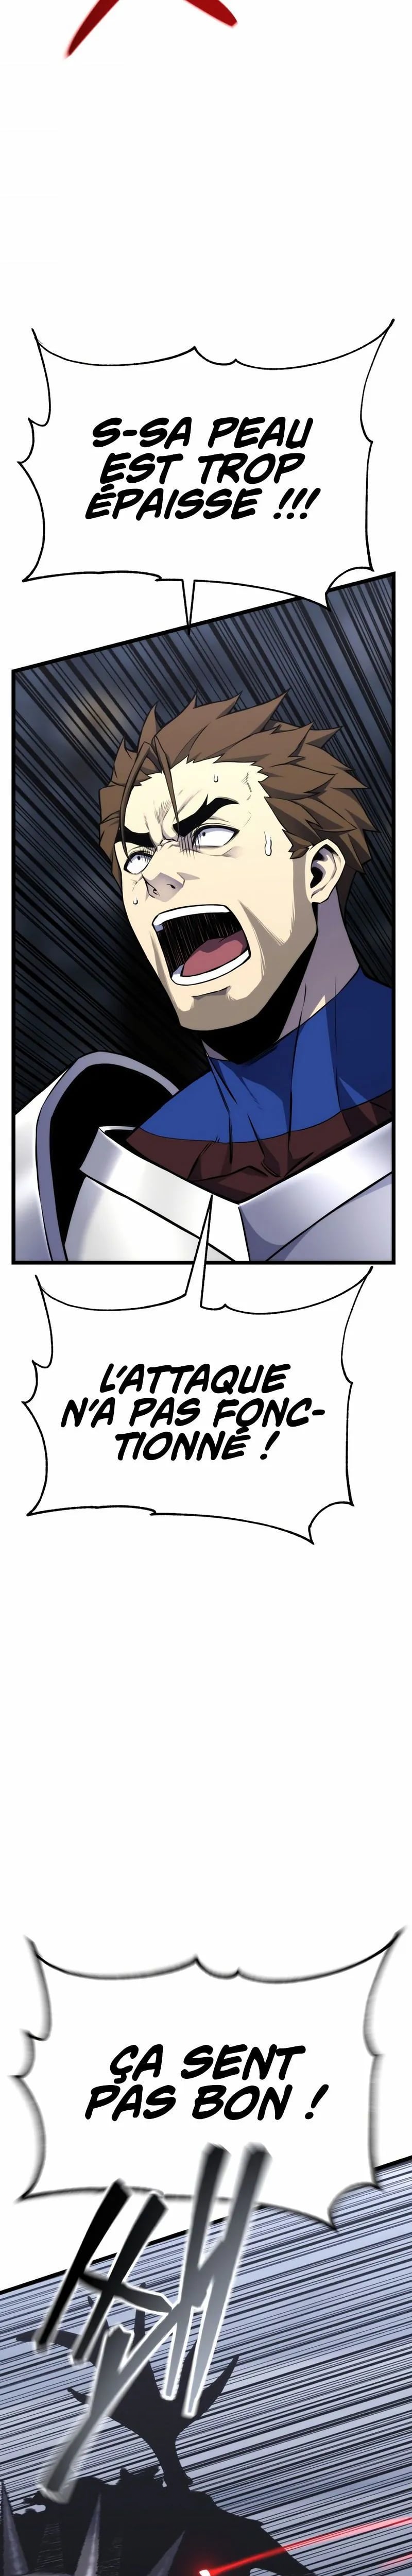 S-SA PEAU
EST TROP
ÉPAISSE !!!
L'ATTAQUE
N'A PAS FONC-
TIONNÉ !
ÇA SENT
PAS BON !